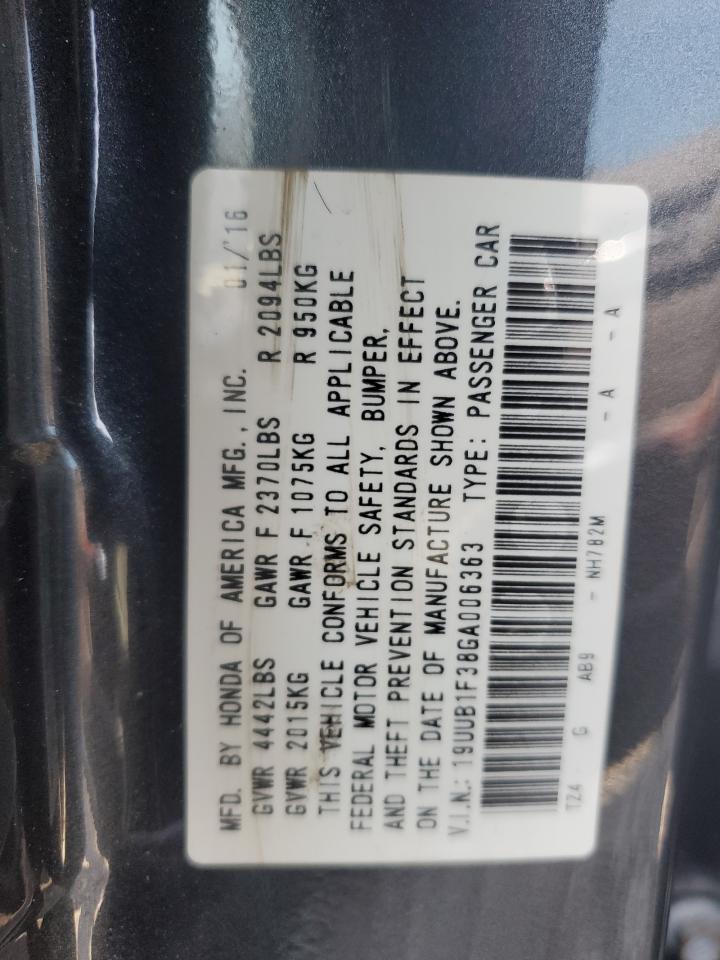 MFD. BY HONDA OF AMERICA MFG., INC. 01/'16
GVWR 4442LBS GAWR F 2370LBS R 2094LBS
GVWR 2015KG GAWR F 1075KG R 950KG
THIS VEHICLE CONFORMS TO ALL APPLICABLE
FEDERAL MOTOR VEHICLE SAFETY, BUMPER,
AND THEFT PREVENTION STANDARDS IN EFFECT
ON THE DATE OF MANUFACTURE SHOWN ABOVE.
V.I.N.: 19UUB1F38GA006363 TYPE: PASSENGER CAR
TZ4 G AB9 - NH782M - A - A